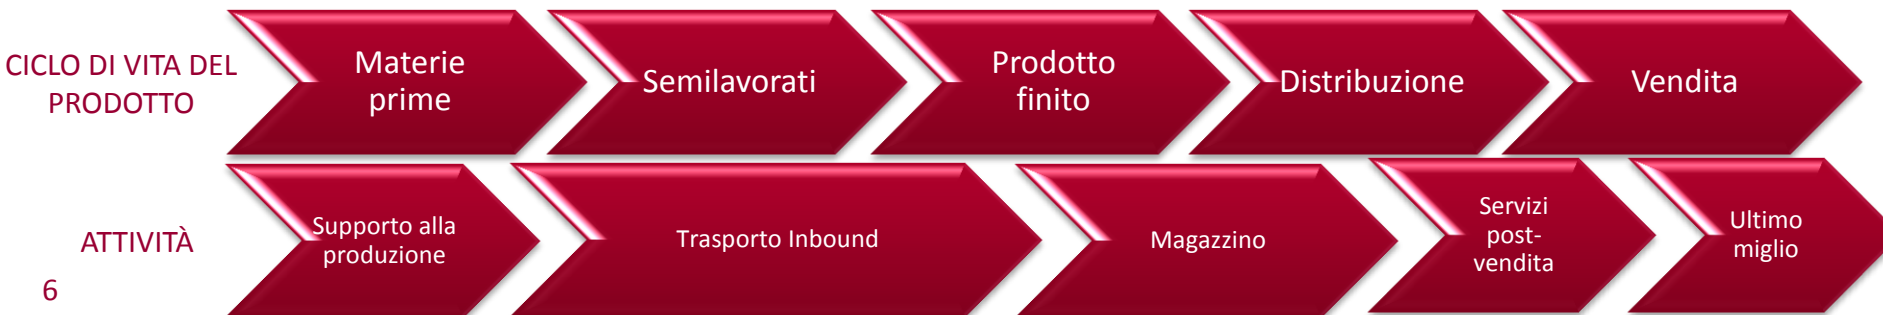 CICLO DI VITA DEL
PRODOTTO
Materie
prime
Semilavorati
Prodotto
finito
Distribuzione
Vendita
ATTIVITÀ
Supporto alla
produzione
Trasporto Inbound
Magazzino
Servizi
post-
vendita
Ultimo
miglio
6